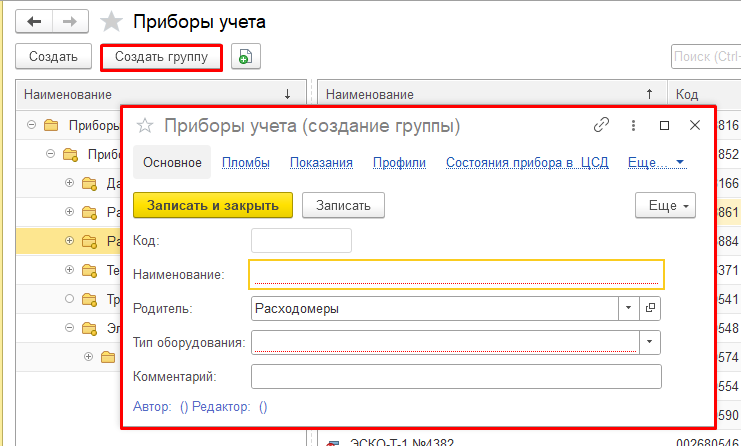 Приборы учета
Создать Создать группу Поиск (Ctrl-
Наименование ↓ Наименование ↑ Код
Приборы 816
Прибо 852
Да 166
Ра 861
Ра 884
Те 371
Тр 541
Эл 548
574
554
590
ЭСКО-Т-1 №4382 002680546
Приборы учета (создание группы)
Основное Пломбы Показания Профили Состояния прибора в ЦСД Еще...
Записать и закрыть Записать Еще
Код:
Наименование:
Родитель: Расходомеры
Тип оборудования:
Комментарий:
Автор: () Редактор: ()